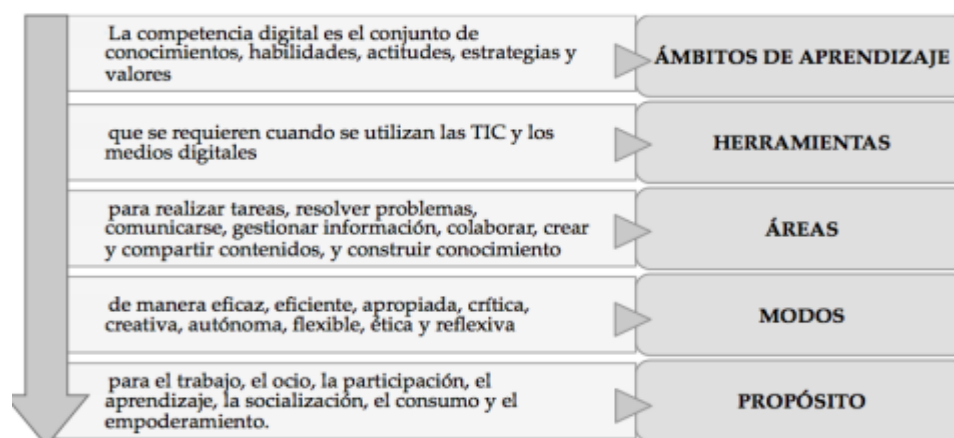 La competencia digital es el conjunto de
conocimientos, habilidades, actitudes, estrategias y
valores
ÁMBITOS DE APRENDIZAJE
que se requieren cuando se utilizan las TIC y los
medios digitales
HERRAMIENTAS
para realizar tareas, resolver problemas,
comunicarse, gestionar información, colaborar, crear
y compartir contenidos, y construir conocimiento
ÁREAS
de manera eficaz, eficiente, apropiada, crítica,
creativa, autónoma, flexible, ética y reflexiva
MODOS
para el trabajo, el ocio, la participación, el
aprendizaje, la socialización, el consumo y el
empoderamiento.
PROPÓSITO